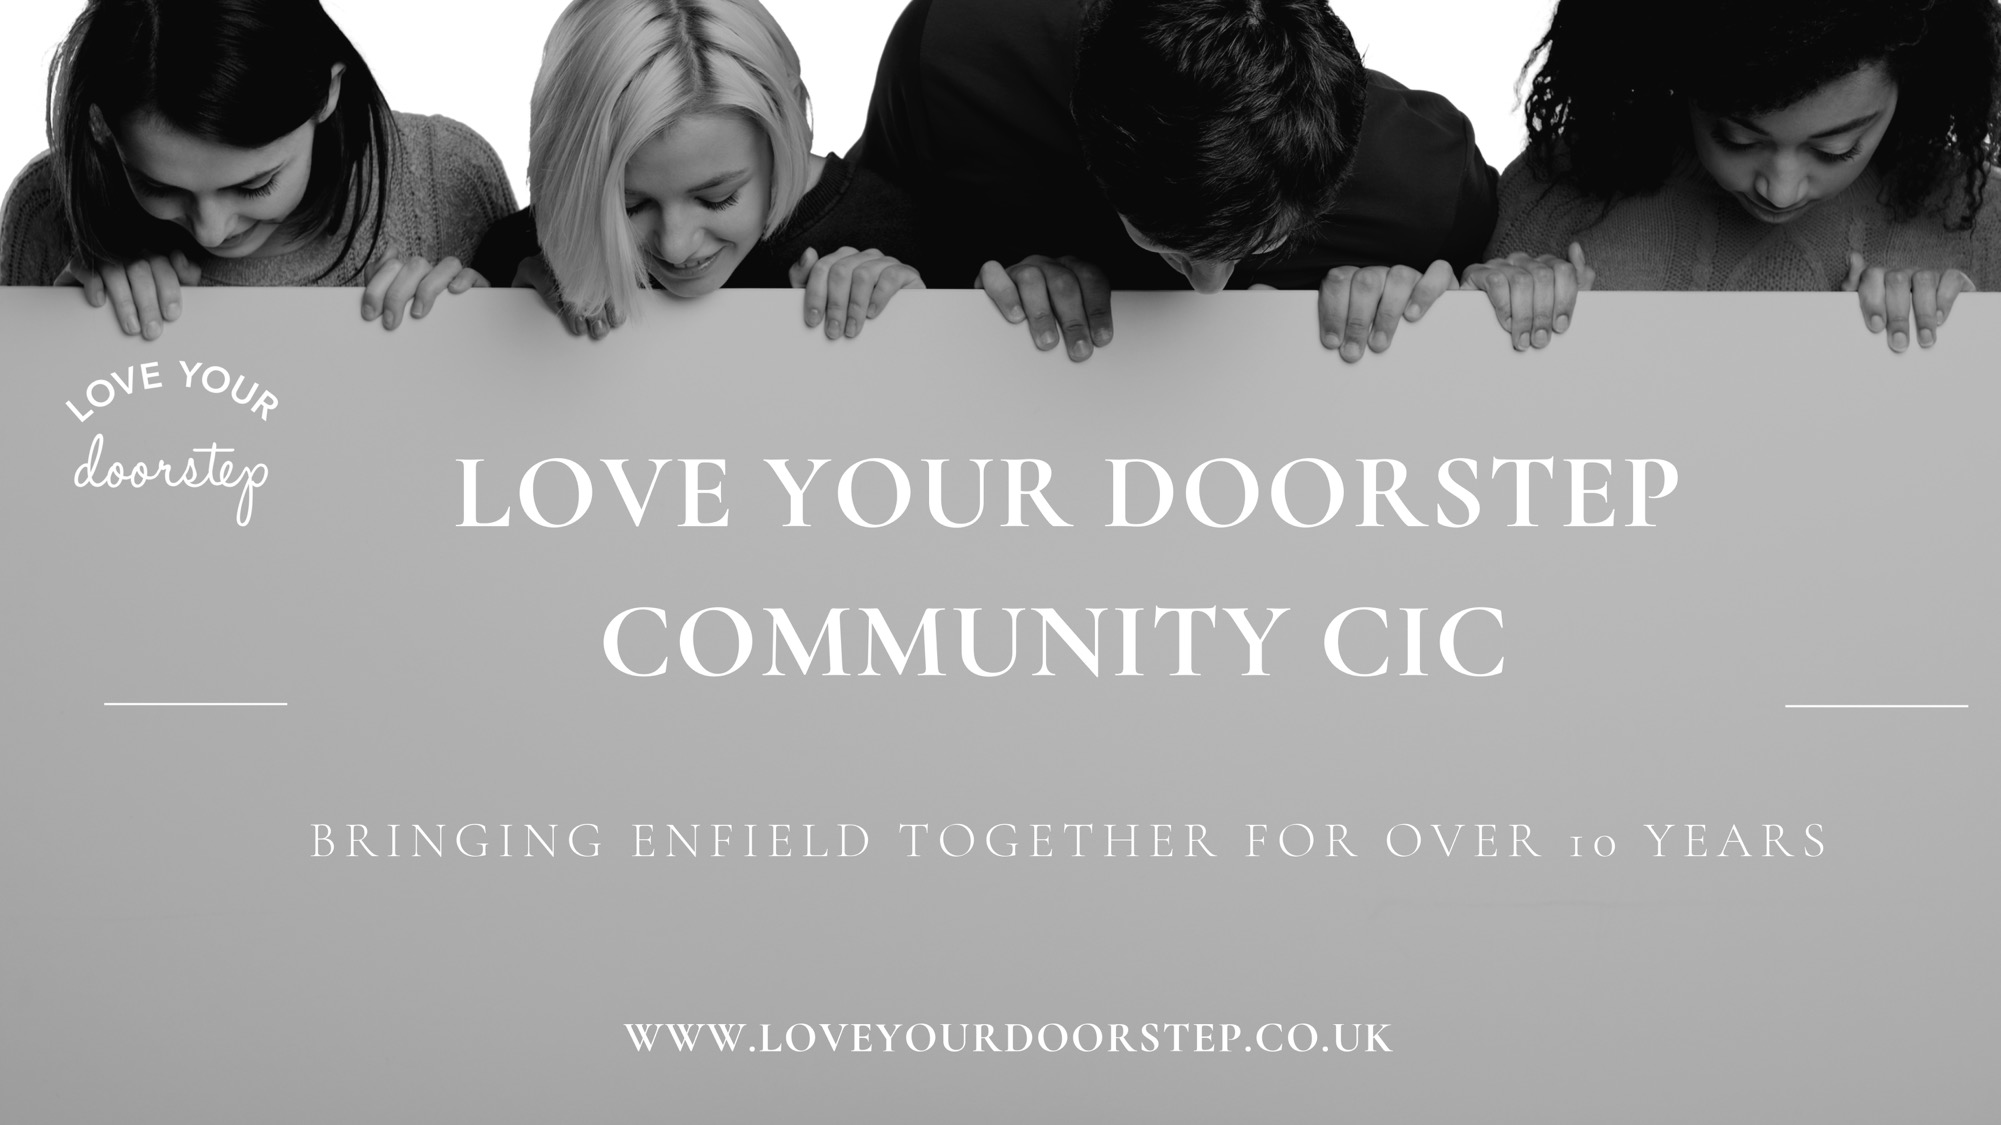 LOVE YOUR
doorstep
LOVE YOUR DOORSTEP
COMMUNITY CIC
BRINGING ENFIELD TOGETHER FOR OVER 10 YEARS
WWW.LOVEYOURDOORSTEP.CO.UK